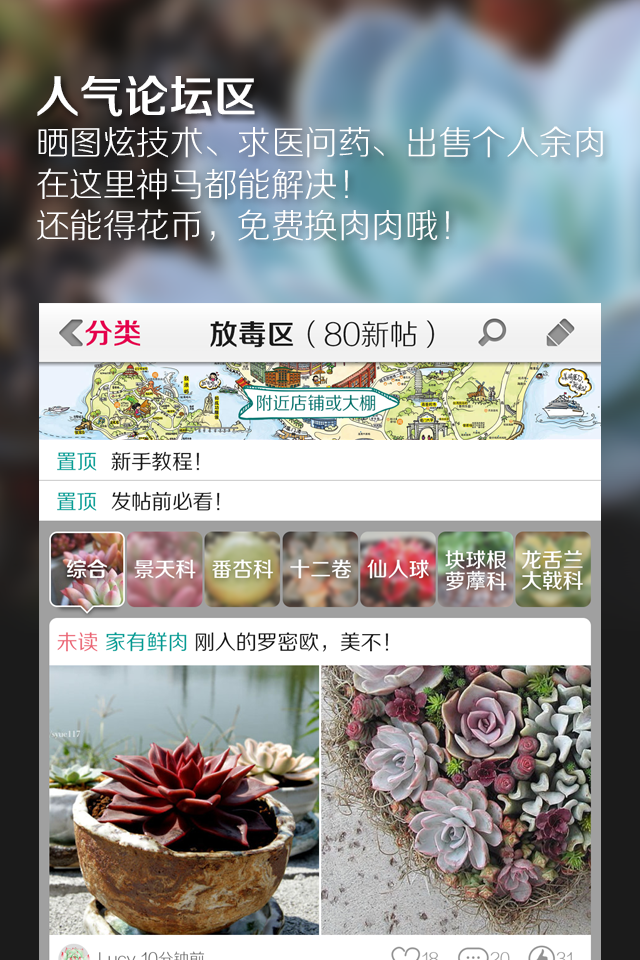 人气论坛区
晒图炫技术、求医问药、出售个人余肉
在这里神马都能解决！
还能得花币，免费换肉肉哦！
分类 放毒区（80新帖）
附近店铺或大棚
置顶 新手教程！
置顶 发帖前必看！
综合 景天科 番杏科 十二卷 仙人球 块球根萝藦科 龙舌兰大戟科
未读 家有鲜肉 刚入的罗密欧，美不！
wue117
Lucy 10分钟前 18 20 31